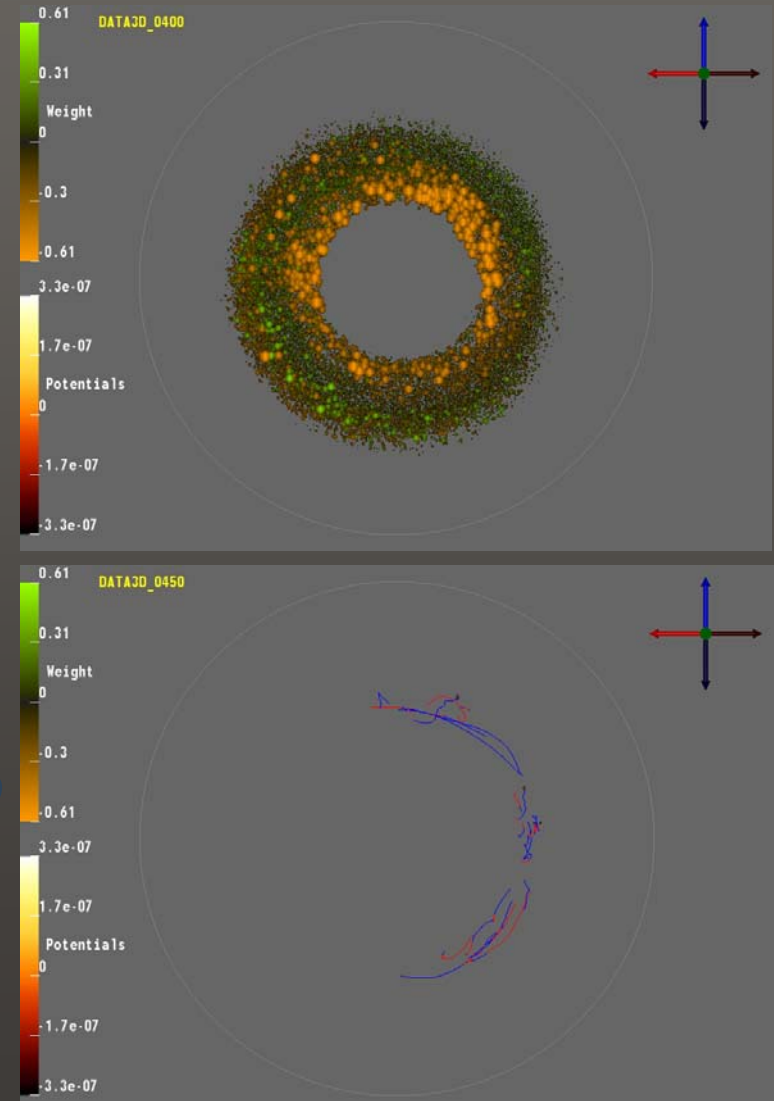 0.61
DATA3D_0400
0.31
Weight
0
-0.3
-0.61
3.3e-07
1.7e-07
Potentials
0
-1.7e-07
-3.3e-07
0.61
DATA3D_0450
0.31
Weight
0
-0.3
-0.61
3.3e-07
1.7e-07
Potentials
0
-1.7e-07
-3.3e-07